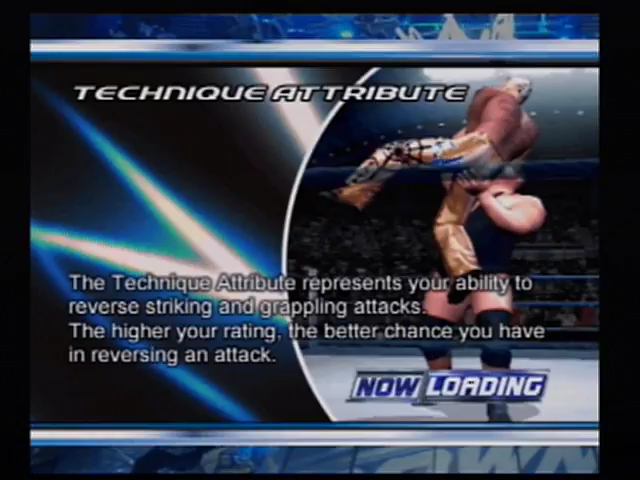 TECHNIQUE ATTRIBUTE
The Technique Attribute represents your ability to
reverse striking and grappling attacks.
The higher your rating, the better chance you have
in reversing an attack.
NOW LOADING